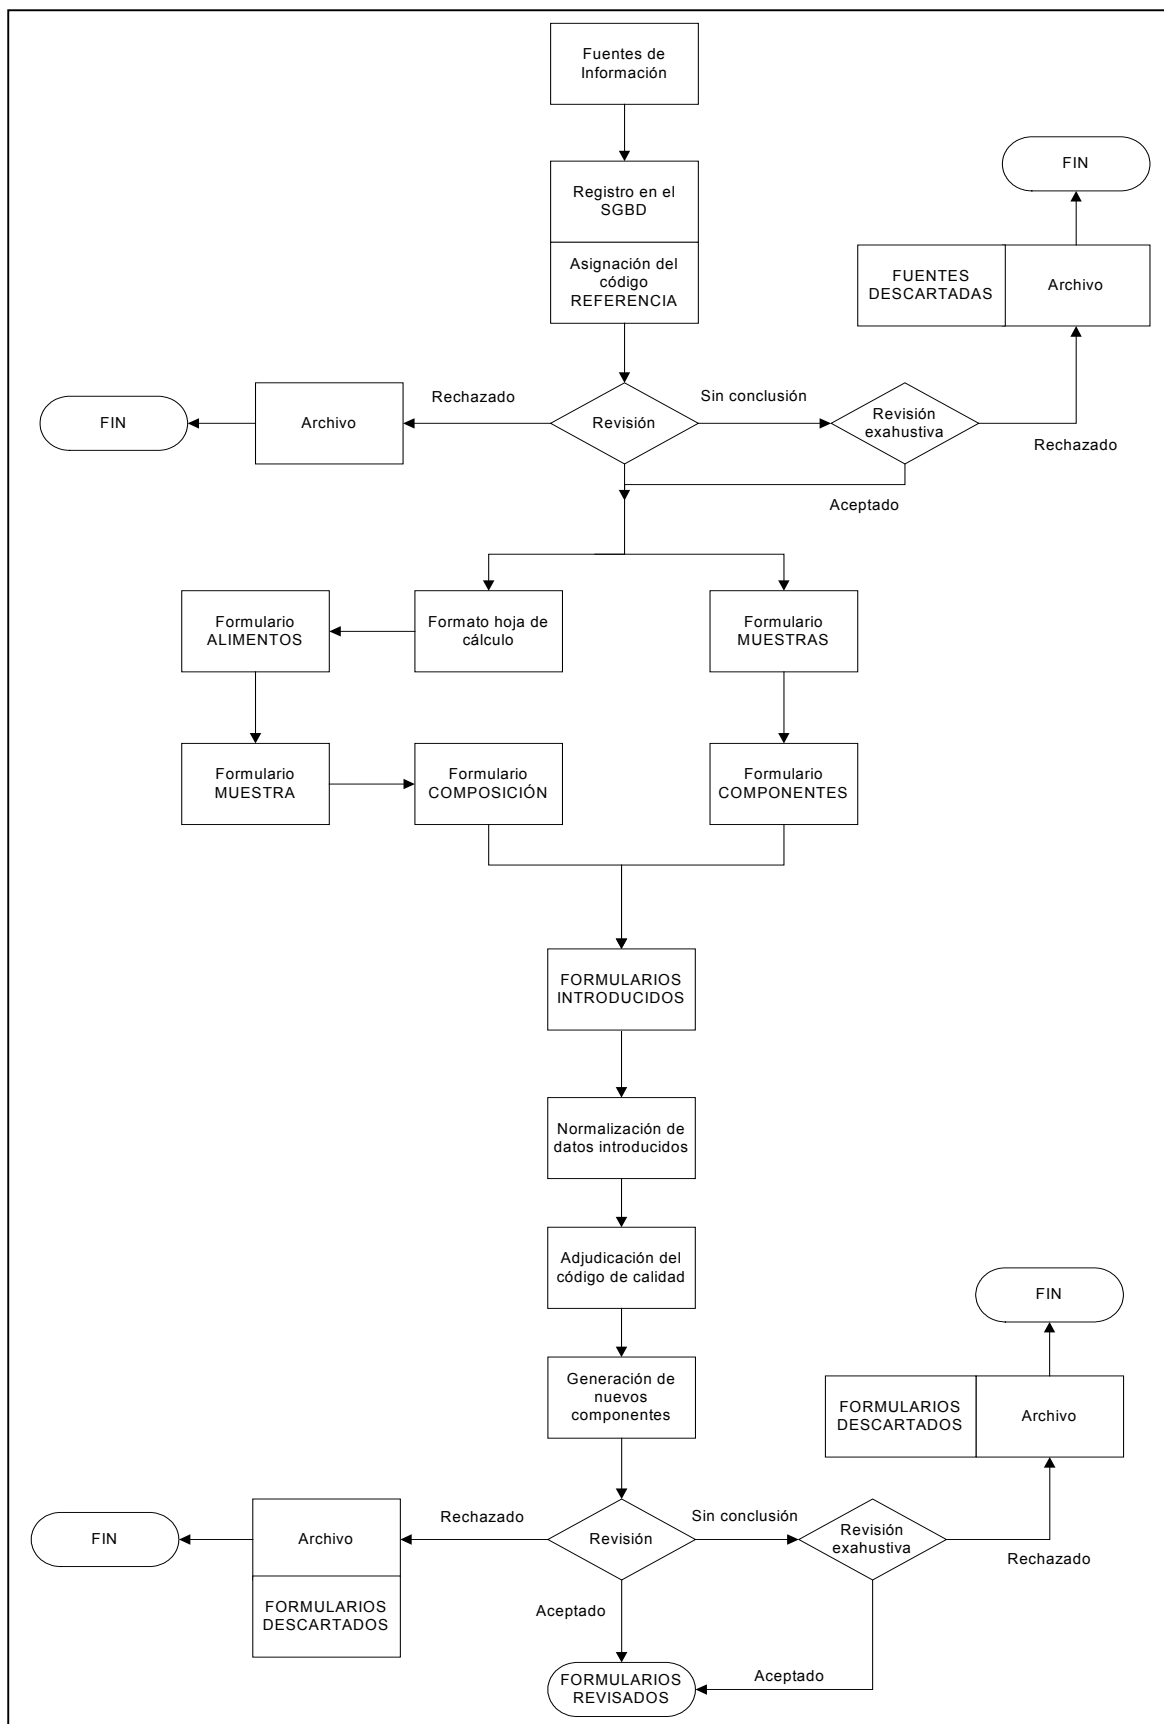 Fuentes de
Información
FIN
Registro en el
SGBD
Asignación del
código
REFERENCIA
FUENTES
DESCARTADAS
Archivo
FIN
Archivo
Rechazado
Revisión
Sin conclusión
Revisión
exahustiva
Rechazado
Aceptado
Formulario
ALIMENTOS
Formato hoja de
cálculo
Formulario
MUESTRAS
Formulario
MUESTRA
Formulario
COMPOSICIÓN
Formulario
COMPONENTES
FORMULARIOS
INTRODUCIDOS
Normalización de
datos introducidos
Adjudicación del
código de calidad
FIN
Generación de
nuevos
componentes
FORMULARIOS
DESCARTADOS
Archivo
FIN
Archivo
FORMULARIOS
DESCARTADOS
Rechazado
Revisión
Sin conclusión
Revisión
exahustiva
Rechazado
Aceptado
FORMULARIOS
REVISADOS
Aceptado